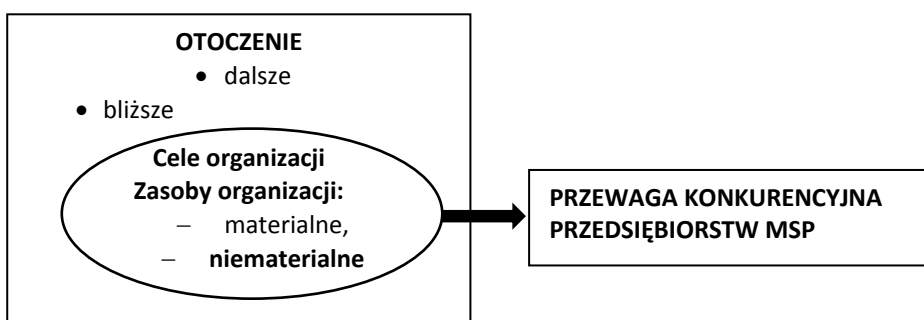 OTOCZENIE
• dalsze
• bliższe
Cele organizacji
Zasoby organizacji:
– materialne,
– niematerialne
PRZEWAGA KONKURENCYJNA
PRZEDSIĘBIORSTW MSP